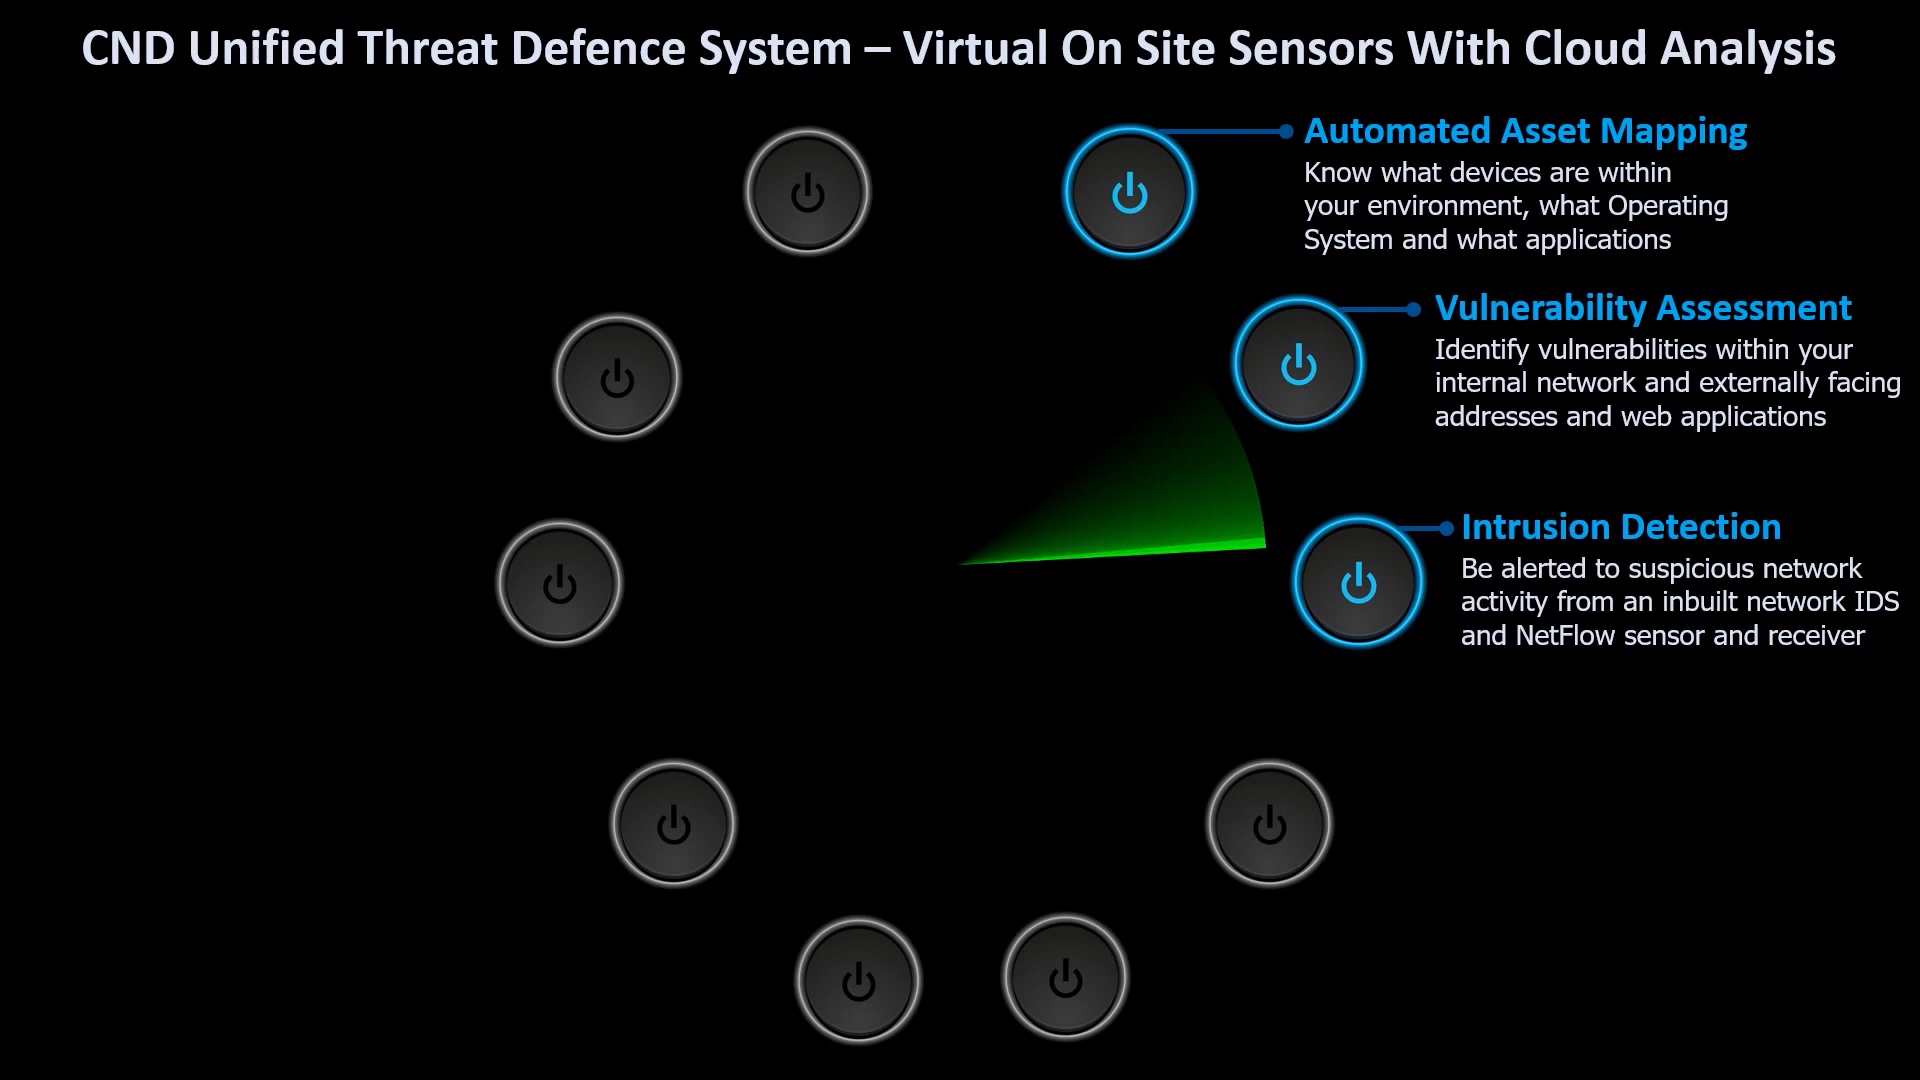 CND Unified Threat Defence System – Virtual On Site Sensors With Cloud Analysis
Automated Asset Mapping
Know what devices are within
your environment, what Operating
System and what applications
Vulnerability Assessment
Identify vulnerabilities within your
internal network and externally facing
addresses and web applications
Intrusion Detection
Be alerted to suspicious network
activity from an inbuilt network IDS
and NetFlow sensor and receiver